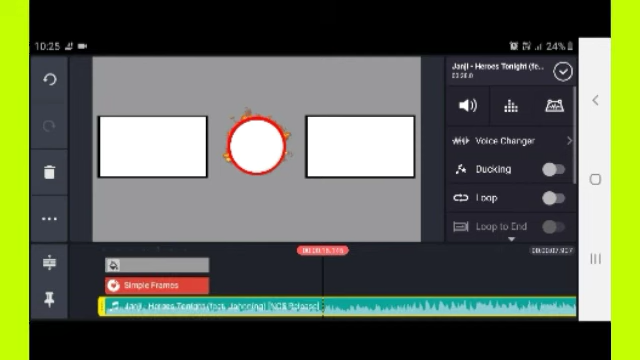 10:25
24%
Janji - Heroes Tonight (fe...
Voice Changer
Ducking
Loop
Loop to End
Simple Frames
Janji - Heroes Tonight (feat. Johnning) [NCS Release]